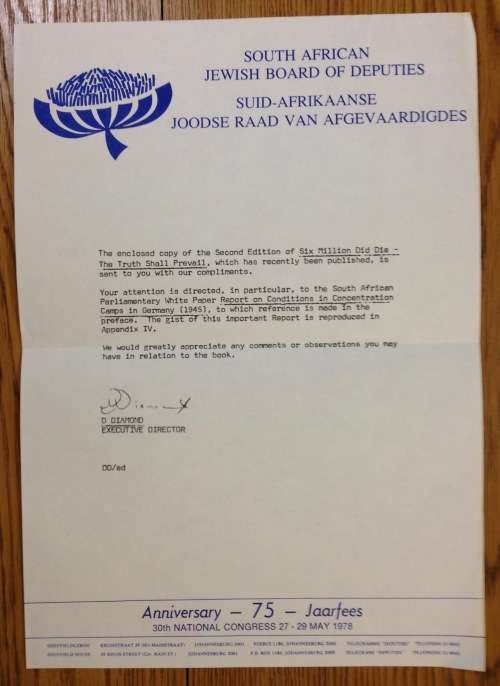 SOUTH AFRICAN
JEWISH BOARD OF DEPUTIES
SUID-AFRIKAANSE
JOODSE RAAD VAN AFGEVAARDIGDES
The enclosed copy of the Second Edition of Six Million Did Die -
The Truth Shall Prevail, which has recently been published, is
sent to you with our compliments.
Your attention is directed, in particular, to the South African
Parliamentary White Paper Report on Conditions in Concentration
Camps in Germany (1945), to which reference is made in the
preface. The gist of this important Report is reproduced in
Appendix IV.
We would greatly appreciate any comments or observations you may
have in relation to the book.
D DIAMOND
EXECUTIVE DIRECTOR
DD/ed
Anniversary - 75 - Jaarfees
30th NATIONAL CONGRESS 27 - 29 MAY 1978
JOHANNESBURG 2001
JOHANNESBURG 2001